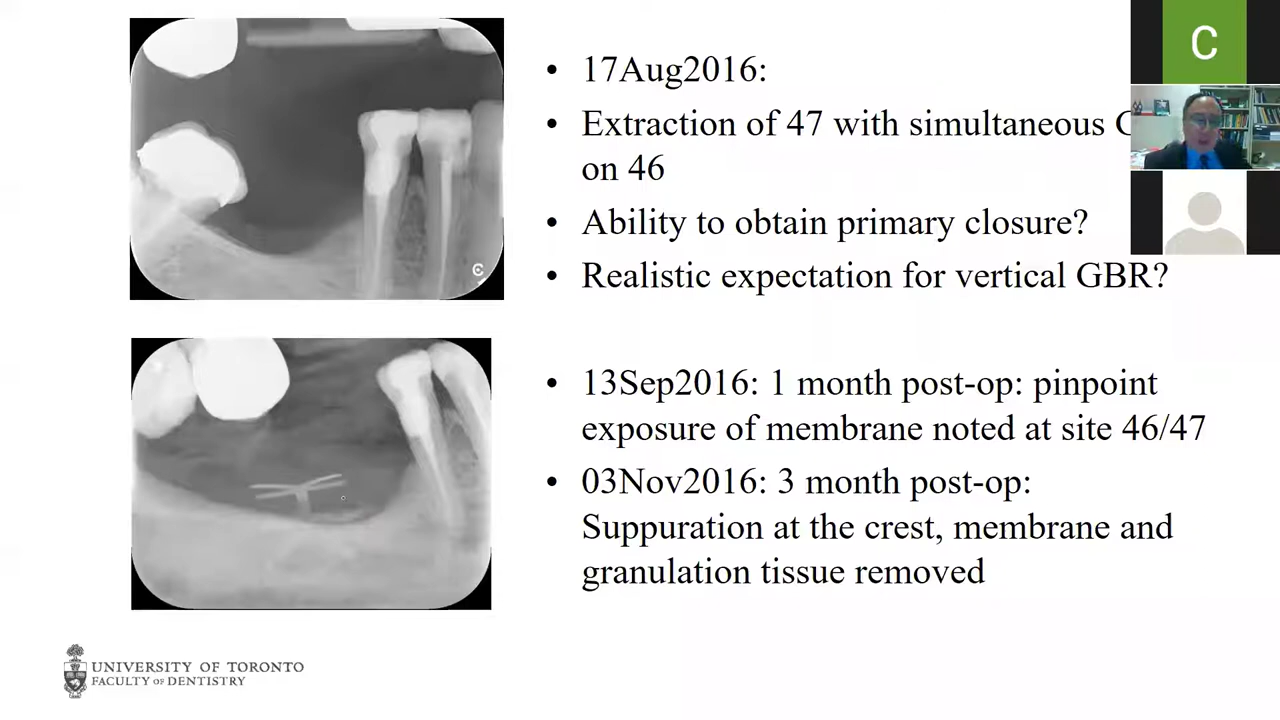 • 17Aug2016:
• Extraction of 47 with simultaneous
on 46
• Ability to obtain primary closure?
• Realistic expectation for vertical GBR?
• 13Sep2016: 1 month post-op: pinpoint
exposure of membrane noted at site 46/47
• 03Nov2016: 3 month post-op:
Suppuration at the crest, membrane and
granulation tissue removed
C
C
UNIVERSITY OF TORONTO
FACULTY OF DENTISTRY